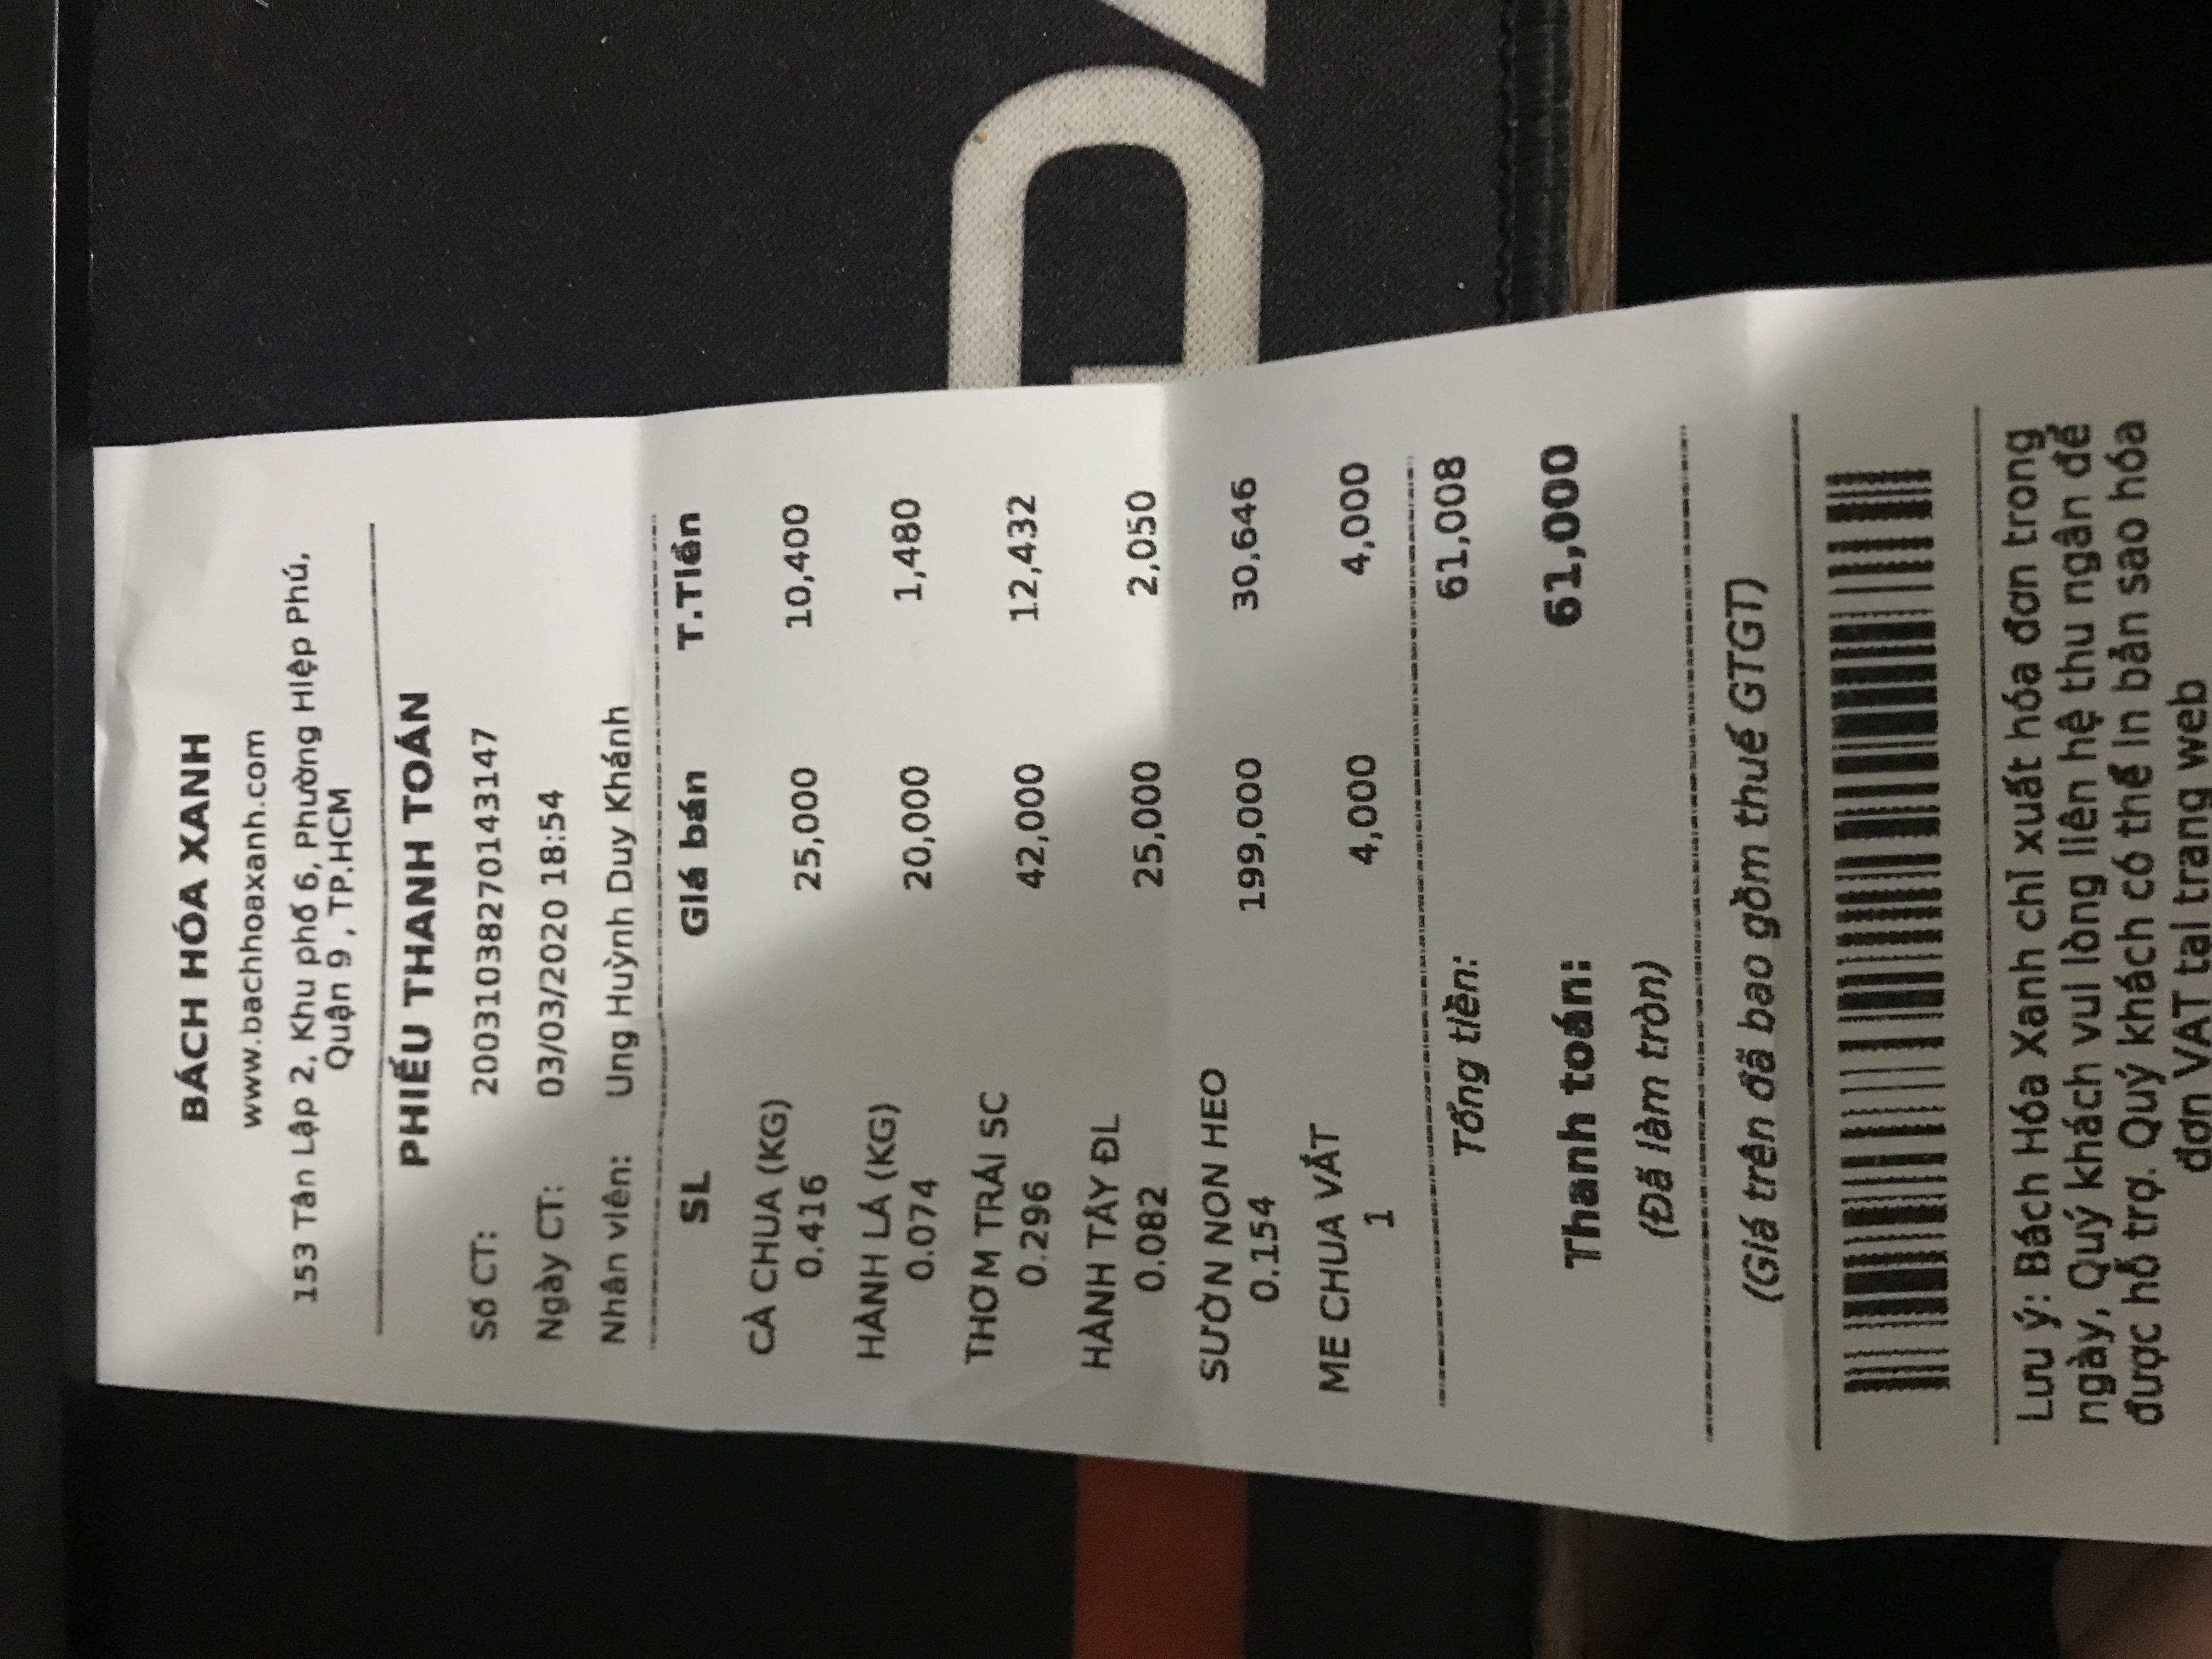 BÁCH HÓA XANH
www.bachhoaxanh.com
153 Tân Lập 2, Khu phố 6, Phường Hiệp Phú,
Quận 9 , TP.HCM
PHIẾU THANH TOÁN
Số CT: 20031038270143147
Ngày CT: 03/03/2020 18:54
Nhân viên: Ung Huỳnh Duy Khánh
SL Giá bán T.Tiền
CÀ CHUA (KG)
0.416 25,000 10,400
HÀNH LÁ (KG)
0.074 20,000 1,480
THƠM TRÁI SC
0.296 42,000 12,432
HÀNH TÂY ĐL
0.082 25,000 2,050
SƯỜN NON HEO
0.154 199,000 30,646
ME CHUA VẮT
1 4,000 4,000
Tổng tiền: 61,008
Thanh toán: 61,000
(Đã làm tròn)
(Giá trên đã bao gồm thuế GTGT)
Lưu ý: Bách Hóa Xanh chỉ xuất hóa đơn trong
ngày, Quý khách vui lòng liên hệ thu ngân để
được hỗ trợ. Quý khách có thể in bản sao hóa
đơn VAT tại trang web